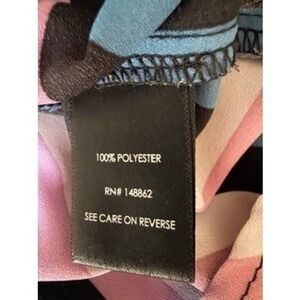 100% POLYESTER
RN# 148862
SEE CARE ON REVERSE